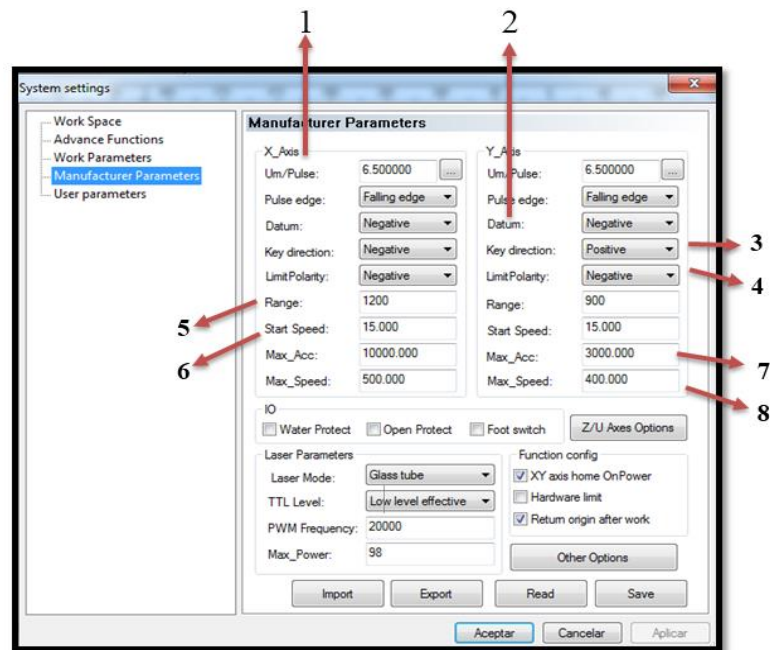 1 2
System settings
Work Space
Advance Functions
Work Parameters
Manufacturer Parameters
User parameters
Manufacturer Parameters
X_Axis Y_Axis
Um/Pulse: 6.500000 ... Um/Pulse: 6.500000 ...
Pulse edge: Falling edge Pulse edge: Falling edge
Datum: Negative Datum: Negative
Key direction: Negative Key direction: Positive 3
LimitPolarity: Negative LimitPolarity: Negative 4
5 Range: 1200 Range: 900
6 Start Speed: 15.000 Start Speed: 15.000
Max_Acc: 10000.000 Max_Acc: 3000.000 7
Max_Speed: 500.000 Max_Speed: 400.000 8
IO
Water Protect Open Protect Foot switch Z/U Axes Options
Laser Parameters Function config
Laser Mode: Glass tube XY axis home OnPower
TTL Level: Low level effective Hardware limit
PWM Frequency: 20000 Return origin after work
Max_Power: 98 Other Options
Import Export Read Save
Aceptar Cancelar Aplicar